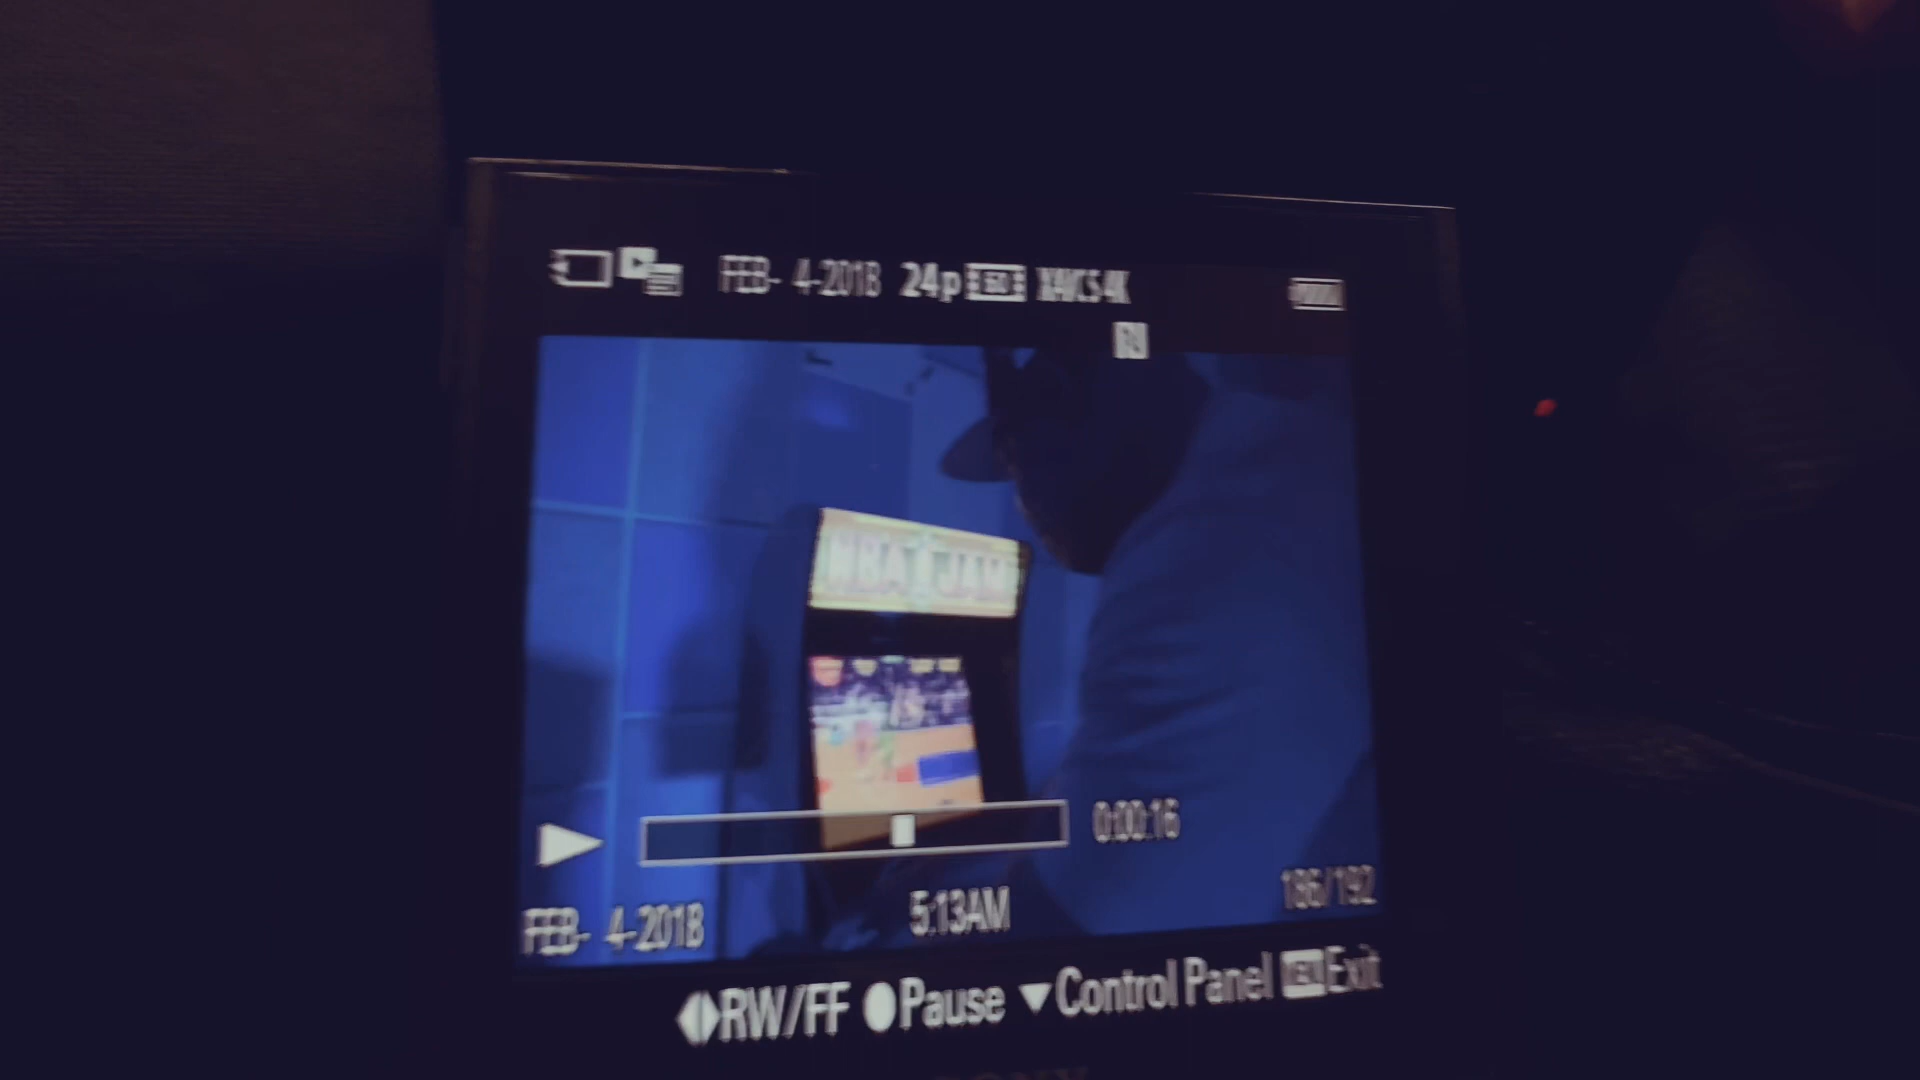 FEB- 4-2018 24p 60 XAVC S 4K
NBA JAM
0:00:16
186/192
5:13AM
FEB- 4-2018
RW/FF Pause Control Panel Exit